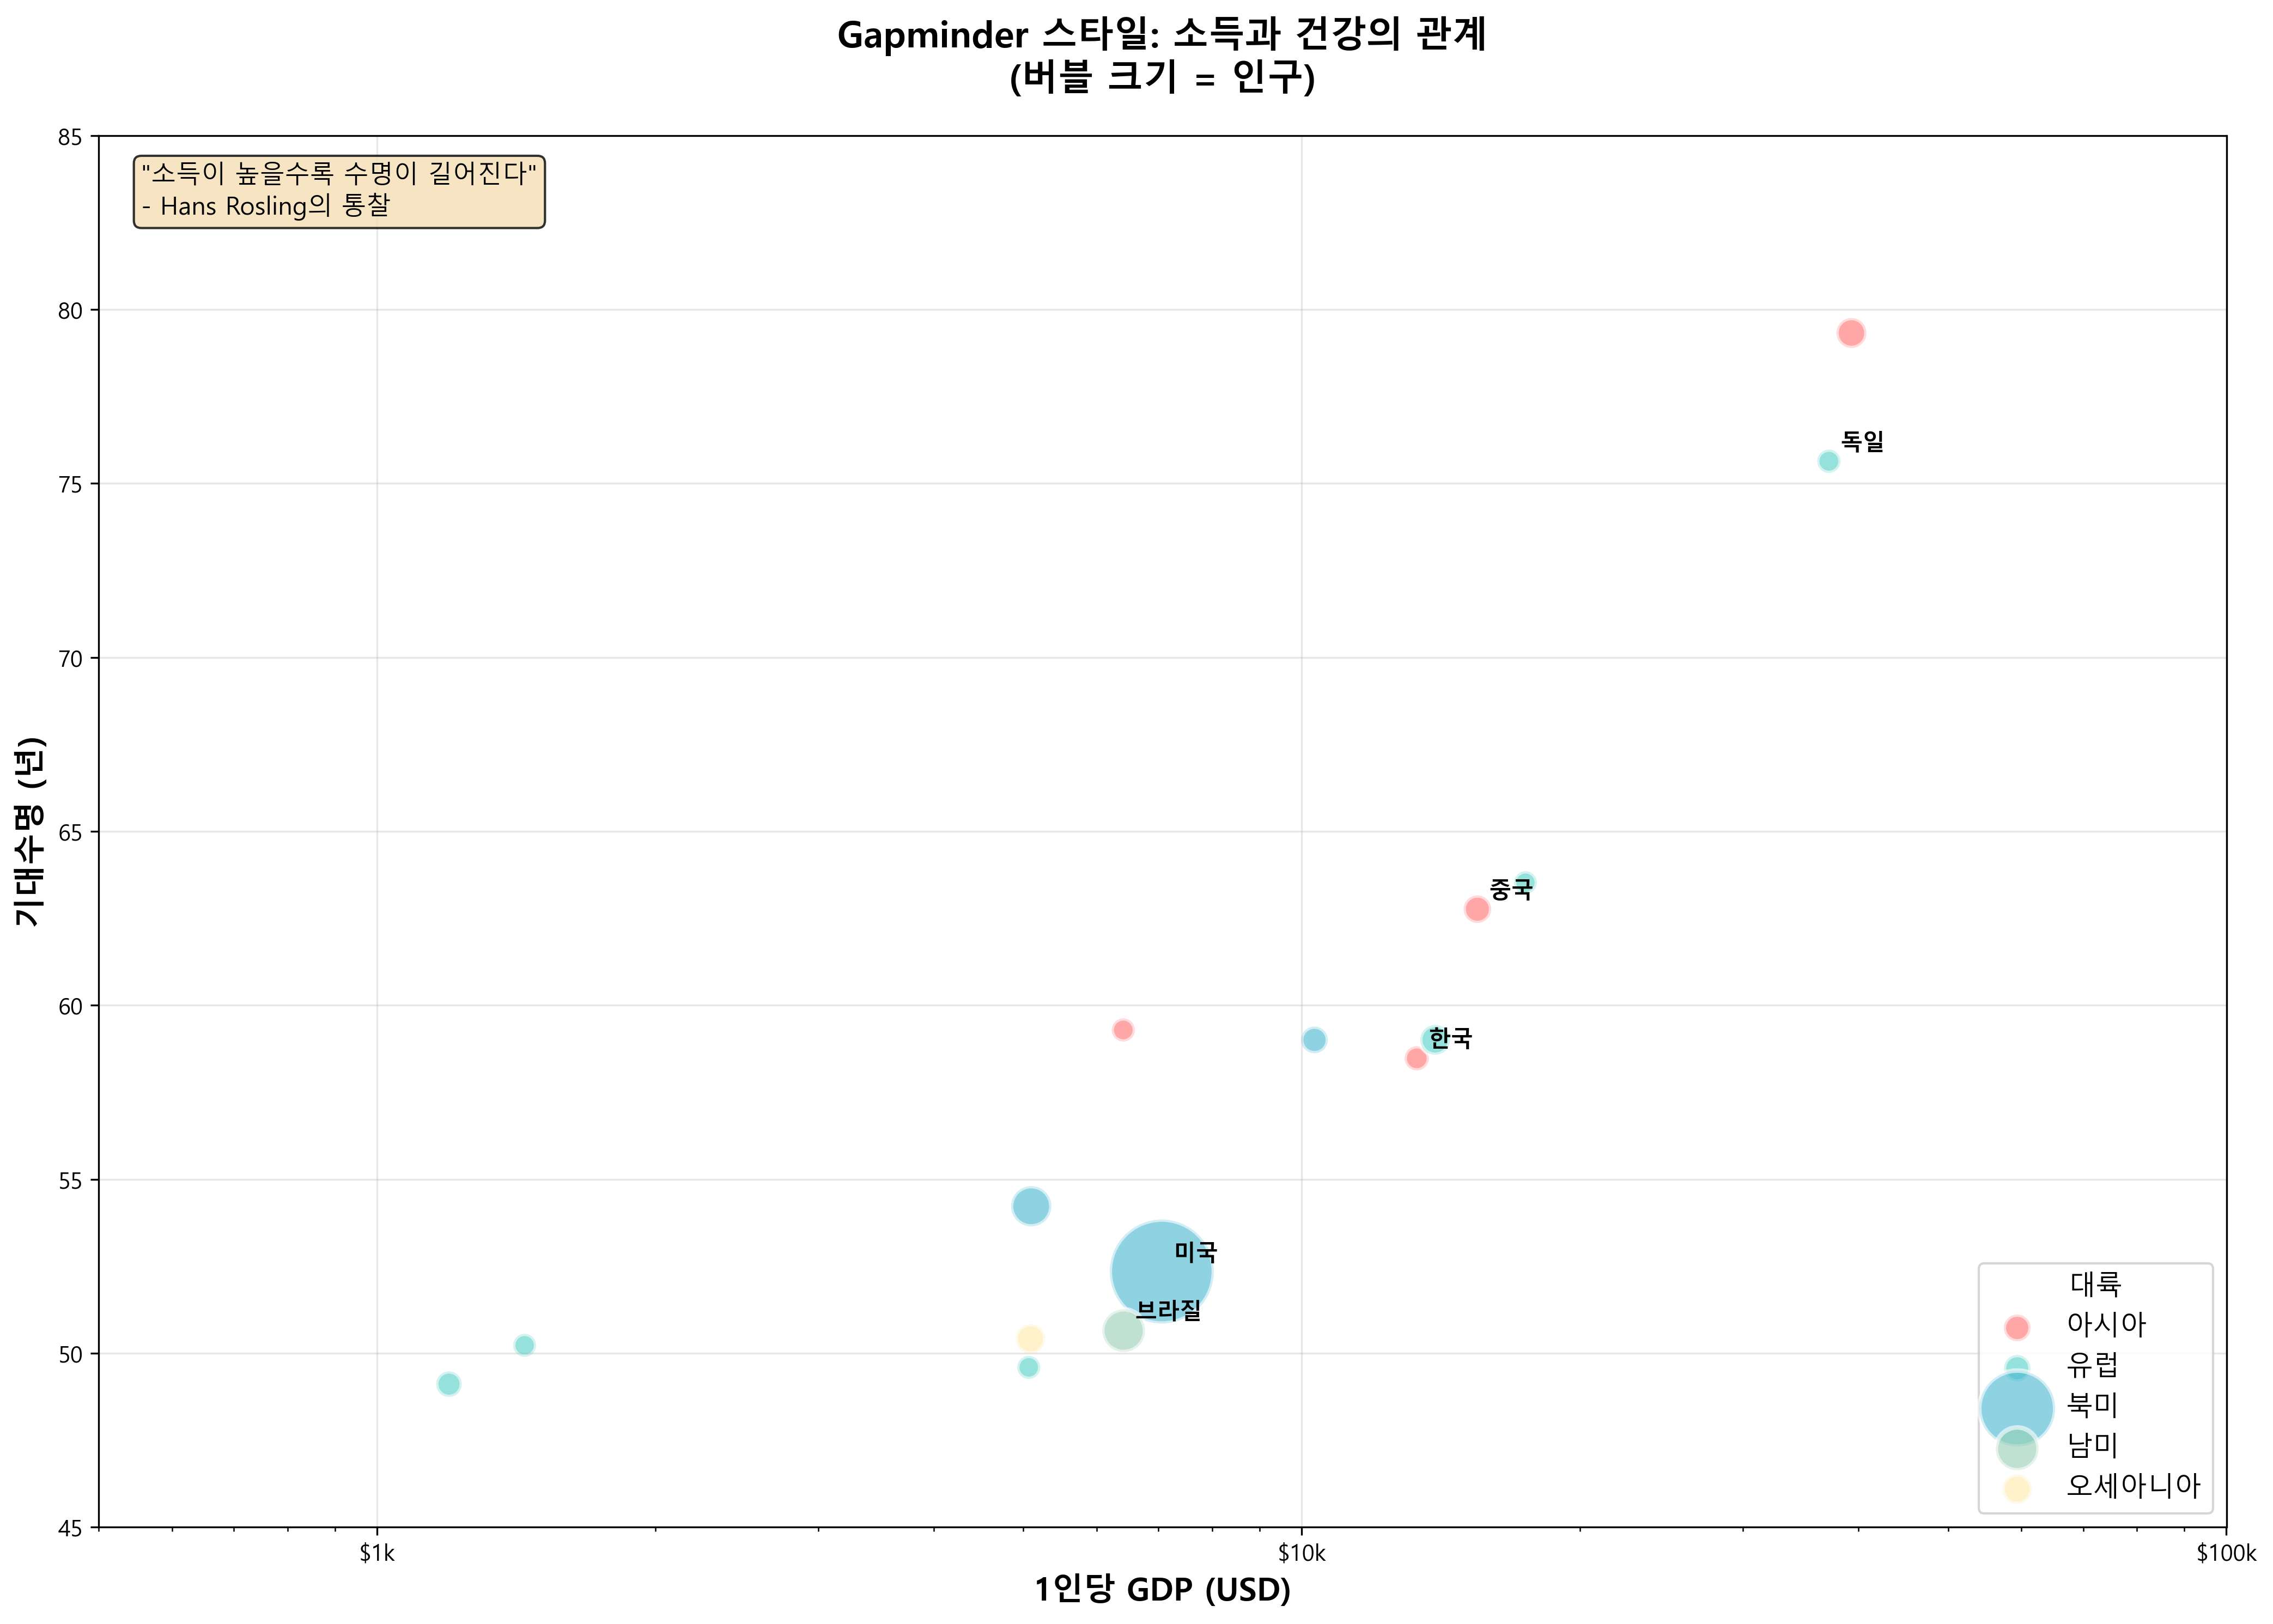 Gapminder 스타일: 소득과 건강의 관계
(버블 크기 = 인구)
85
"소득이 높을수록 수명이 길어진다"
- Hans Rosling의 통찰
80
독일
75
70
기대수명 (년)
65
중국
60
한국
55
미국
브라질
50
45
대륙
아시아
유럽
북미
남미
오세아니아
$1k
$10k
$100k
1인당 GDP (USD)